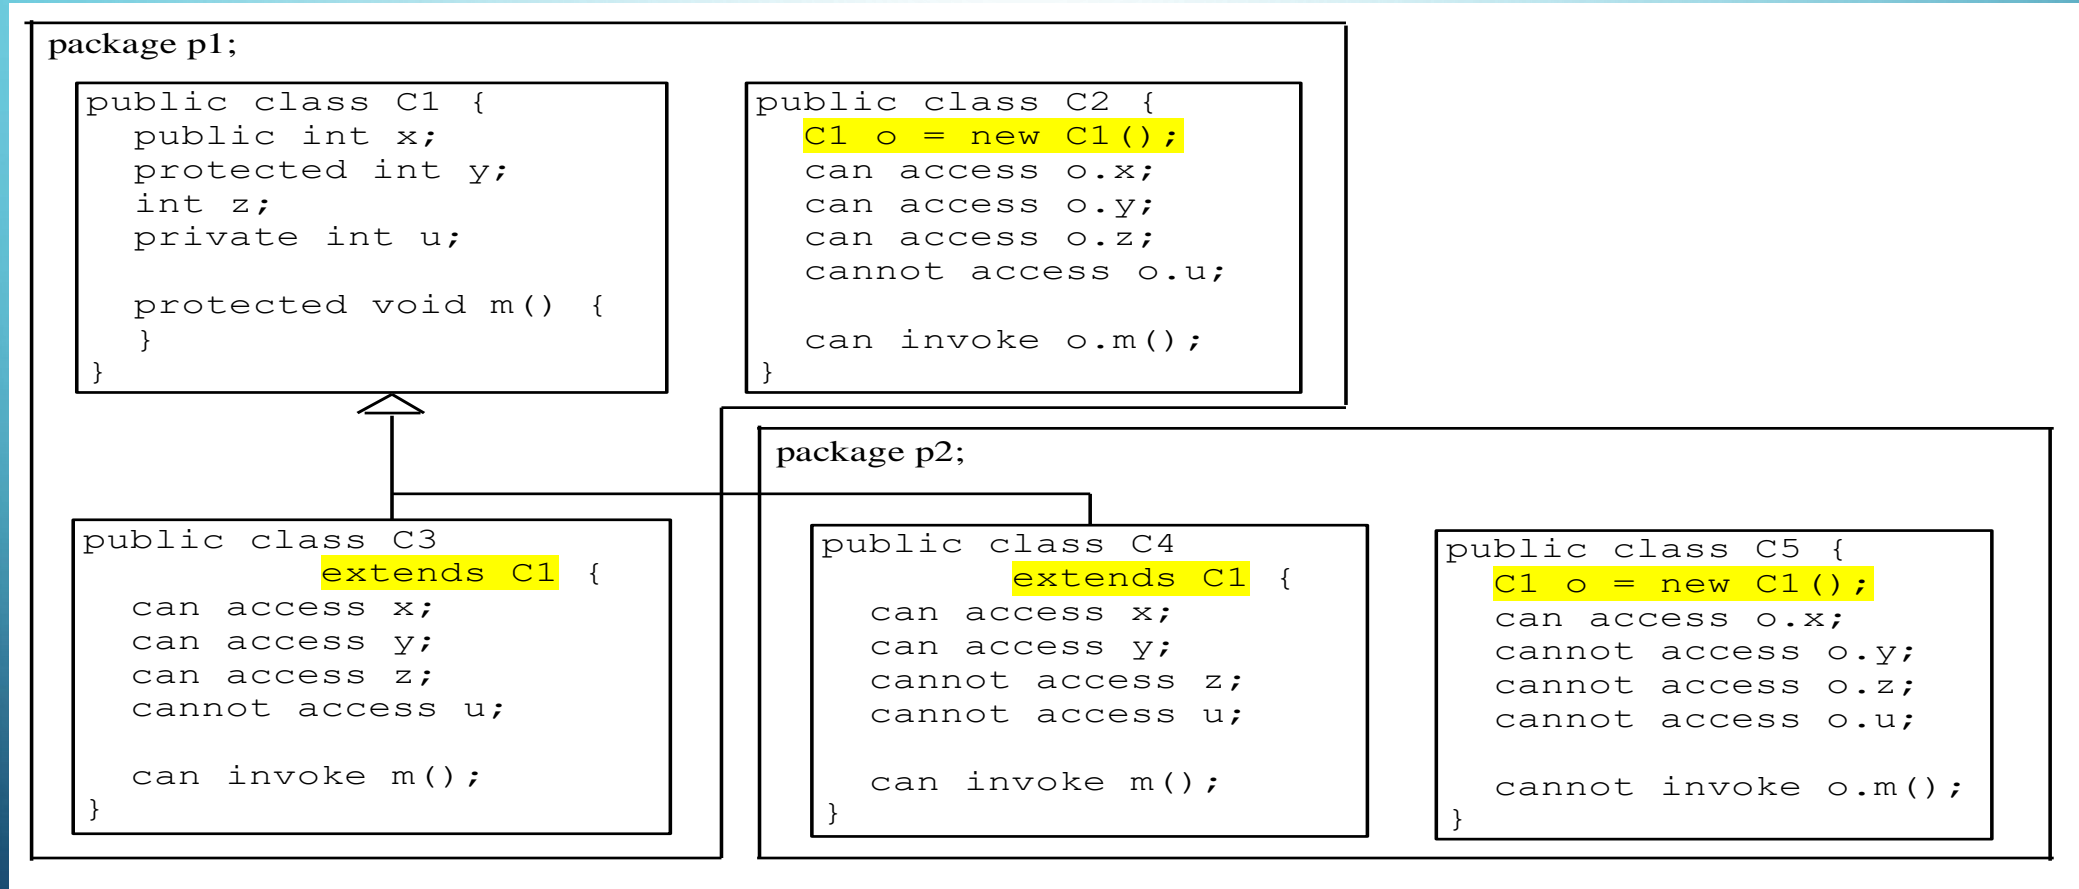 package p1;
public class C1 {
public int x;
protected int y;
int z;
private int u;
protected void m() {
}
}
public class C2 {
C1 o = new C1();
can access o.x;
can access o.y;
can access o.z;
cannot access o.u;
can invoke o.m();
}
public class C3
extends C1 {
can access x;
can access y;
can access z;
cannot access u;
can invoke m();
}
package p2;
public class C4
extends C1 {
can access x;
can access y;
cannot access z;
cannot access u;
can invoke m();
}
public class C5 {
C1 o = new C1();
can access o.x;
cannot access o.y;
cannot access o.z;
cannot access o.u;
cannot invoke o.m();
}